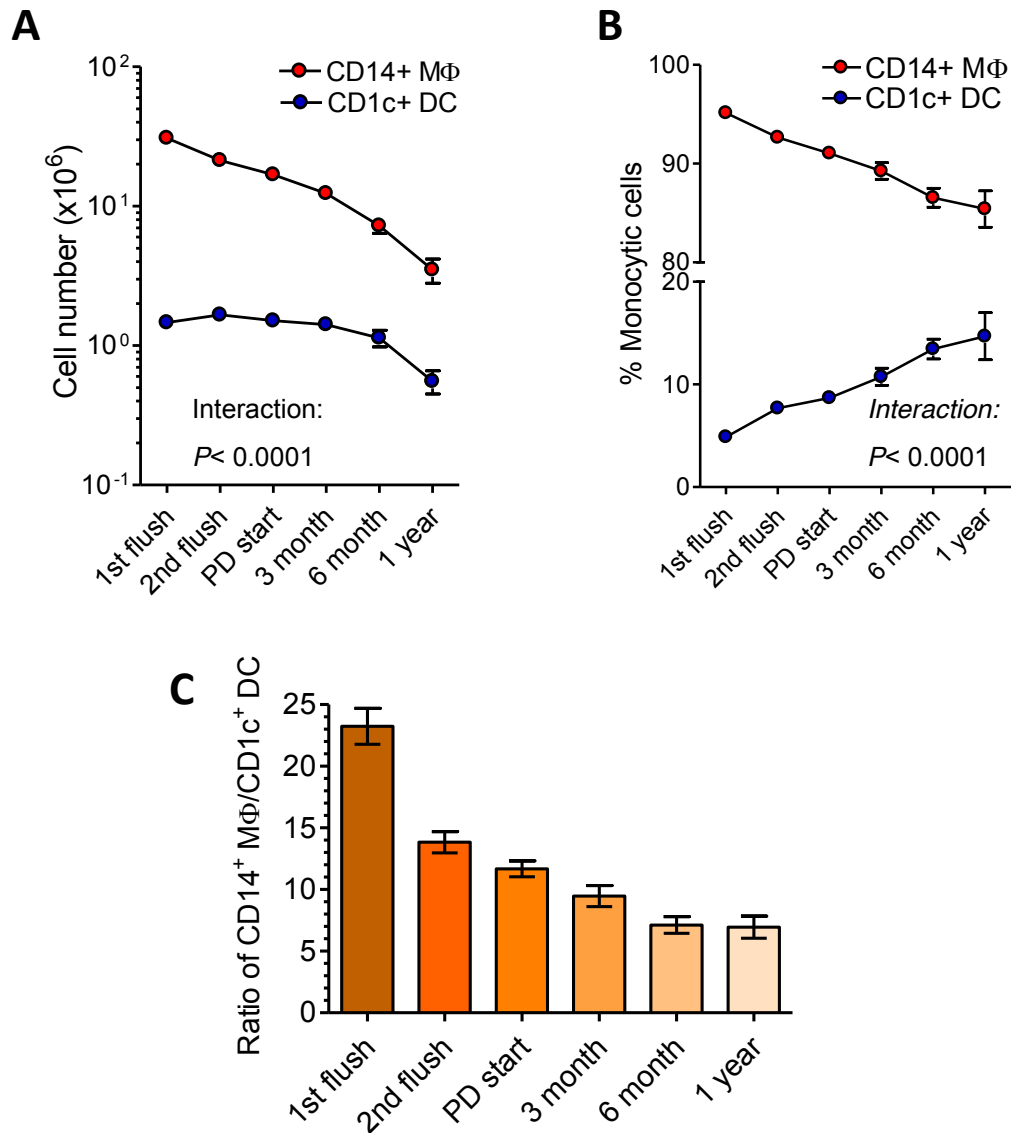 A
Cell number (x10⁶)
10²
10¹
10⁰
10⁻¹
CD14+ MΦ
CD1c+ DC
Interaction:
P< 0.0001
1st flush
2nd flush
PD start
3 month
6 month
1 year
B
% Monocytic cells
100
90
80
20
10
0
CD14+ MΦ
CD1c+ DC
Interaction:
P< 0.0001
1st flush
2nd flush
PD start
3 month
6 month
1 year
C
Ratio of CD14⁺ MΦ/CD1c⁺ DC
25
20
15
10
5
0
1st flush
2nd flush
PD start
3 month
6 month
1 year